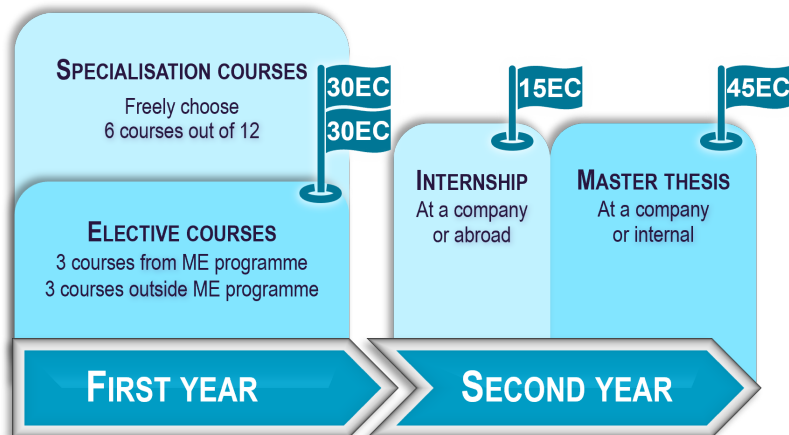 SPECIALISATION COURSES
Freely choose
6 courses out of 12
30EC
30EC
ELECTIVE COURSES
3 courses from ME programme
3 courses outside ME programme
15EC
INTERNSHIP
At a company
or abroad
45EC
MASTER THESIS
At a company
or internal
FIRST YEAR
SECOND YEAR